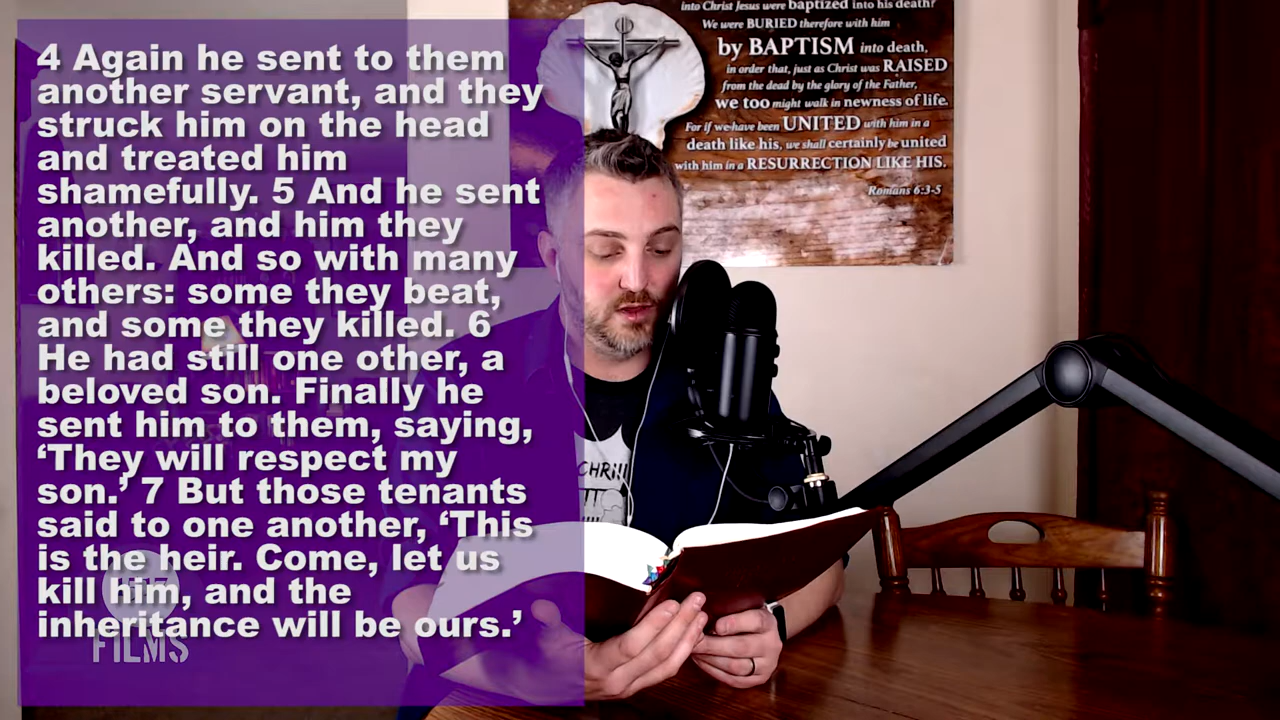 4 Again he sent to them
another servant, and they
struck him on the head
and treated him
shamefully. 5 And he sent
another, and him they
killed. And so with many
others: some they beat,
and some they killed. 6
He had still one other, a
beloved son. Finally he
sent him to them, saying,
‘They will respect my
son.’ 7 But those tenants
said to one another, ‘This
is the heir. Come, let us
kill him, and the
inheritance will be ours.’
FILMS
into Christ Jesus were baptized into his death?
We were BURIED therefore with him
by BAPTISM into death,
in order that, just as Christ was RAISED
from the dead by the glory of the Father,
we too might walk in newness of life.
For if we have been UNITED with him in a
death like his, we shall certainly be united
with him in a RESURRECTION LIKE HIS.
Romans 6:3-5